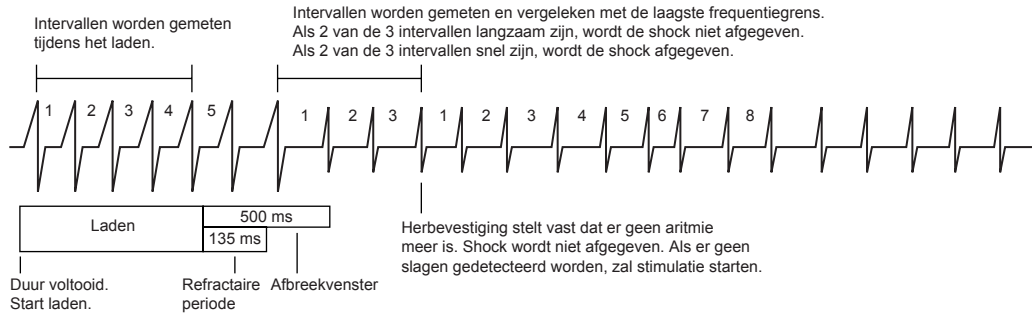 Intervallen worden gemeten
tijdens het laden.
Intervallen worden gemeten en vergeleken met de laagste frequentiegrens.
Als 2 van de 3 intervallen langzaam zijn, wordt de shock niet afgegeven.
Als 2 van de 3 intervallen snel zijn, wordt de shock afgegeven.
1 2 3 4 5 1 2 3 1 2 3 4 5 6 7 8
Laden
500 ms
135 ms
Herbevestiging stelt vast dat er geen aritmie
meer is. Shock wordt niet afgegeven. Als er geen
slagen gedetecteerd worden, zal stimulatie starten.
Duur voltooid.
Start laden.
Refractaire
periode
Afbreekvenster